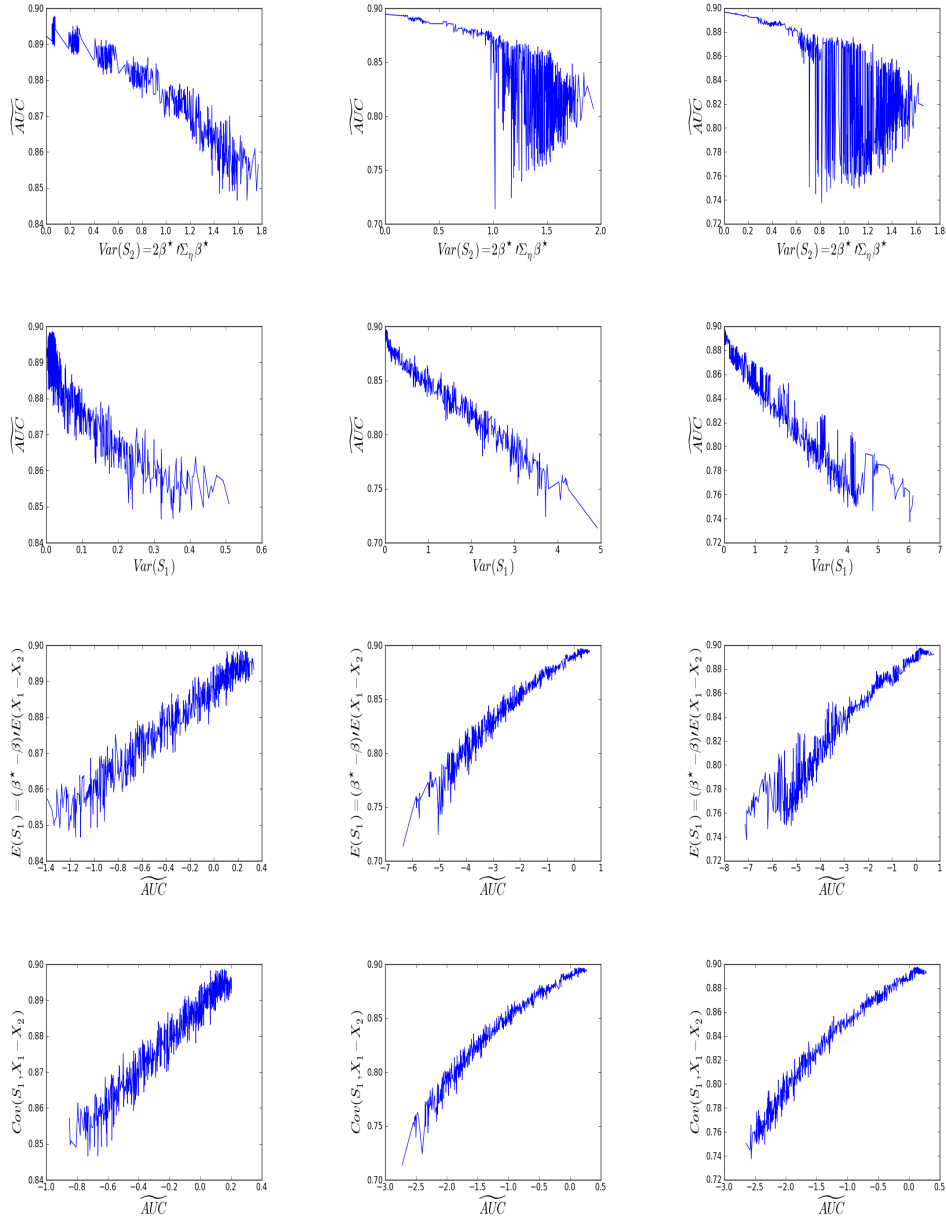 0.90 0.89 0.88 0.87 0.86 0.85 0.84
0.0 0.2 0.4 0.6 0.8 1.0 1.2 1.4 1.6 1.8
AUC
Var(S₂)=2β⋆′Σ_ηβ⋆
0.90 0.85 0.80 0.75 0.70
0.0 0.5 1.0 1.5 2.0
AUC
Var(S₂)=2β⋆′Σ_ηβ⋆
0.90 0.88 0.86 0.84 0.82 0.80 0.78 0.76 0.74 0.72
0.0 0.2 0.4 0.6 0.8 1.0 1.2 1.4 1.6 1.8
AUC
Var(S₂)=2β⋆′Σ_ηβ⋆
0.90 0.89 0.88 0.87 0.86 0.85 0.84
0.0 0.1 0.2 0.3 0.4 0.5 0.6
AUC
Var(S₁)
0.90 0.85 0.80 0.75 0.70
0 1 2 3 4 5
AUC
Var(S₁)
0.90 0.88 0.86 0.84 0.82 0.80 0.78 0.76 0.74 0.72
0 1 2 3 4 5 6 7
AUC
Var(S₁)
0.90 0.89 0.88 0.87 0.86 0.85 0.84
−1.4 −1.2 −1.0 −0.8 −0.6 −0.4 −0.2 0.0 0.2 0.4
E(S₁)=(β⋆−β)′E(X₁−X₂)
AUC
0.90 0.85 0.80 0.75 0.70
−7 −6 −5 −4 −3 −2 −1 0 1
E(S₁)=(β⋆−β)′E(X₁−X₂)
AUC
0.90 0.88 0.86 0.84 0.82 0.80 0.78 0.76 0.74 0.72
−8 −7 −6 −5 −4 −3 −2 −1 0 1
E(S₁)=(β⋆−β)′E(X₁−X₂)
AUC
0.90 0.89 0.88 0.87 0.86 0.85 0.84
−1.0 −0.8 −0.6 −0.4 −0.2 0.0 0.2 0.4
Cov(S₁,X₁−X₂)
AUC
0.90 0.85 0.80 0.75 0.70
−3.0 −2.5 −2.0 −1.5 −1.0 −0.5 0.0 0.5
Cov(S₁,X₁−X₂)
AUC
0.90 0.88 0.86 0.84 0.82 0.80 0.78 0.76 0.74 0.72
−3.0 −2.5 −2.0 −1.5 −1.0 −0.5 0.0 0.5
Cov(S₁,X₁−X₂)
AUC